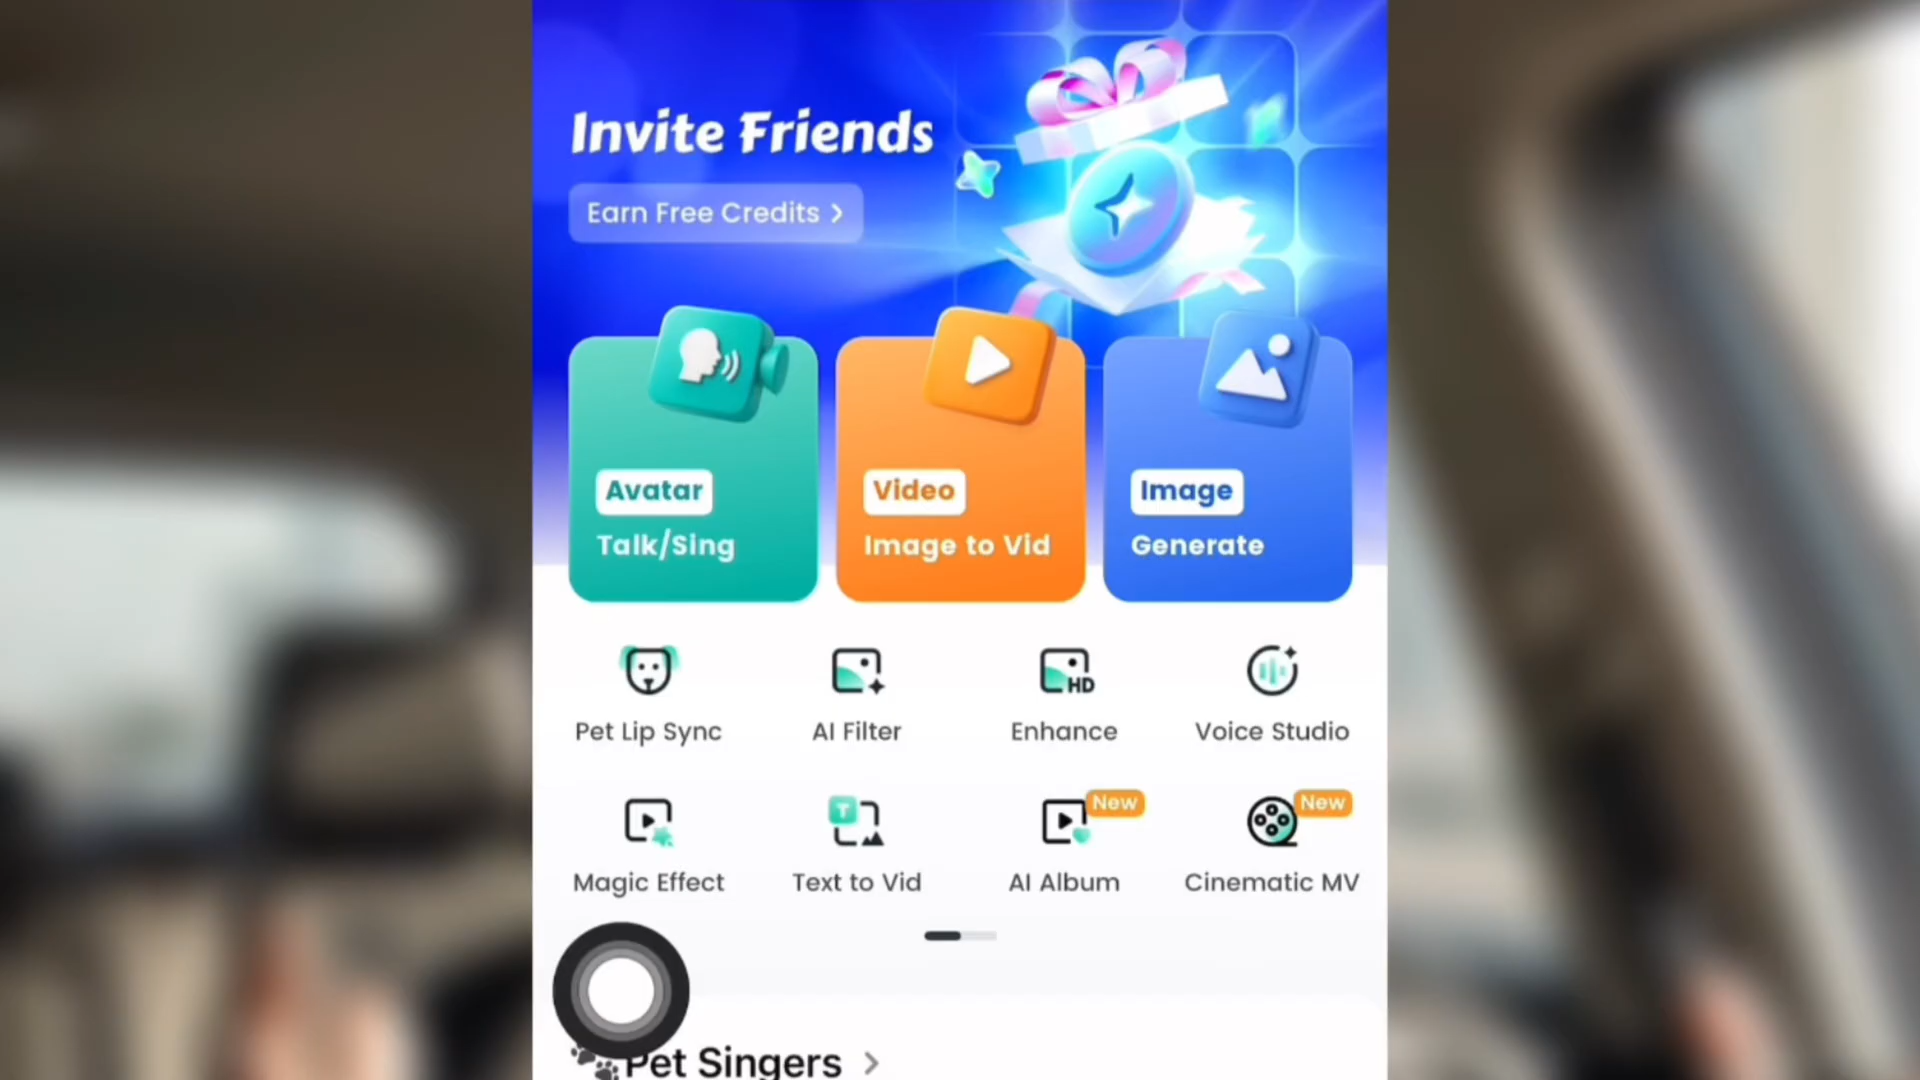 Invite Friends
Earn Free Credits >
Avatar
Talk/Sing
Video
Image to Vid
Image
Generate
Pet Lip Sync
AI Filter
HD
Enhance
Voice Studio
Magic Effect
T
Text to Vid
New
AI Album
New
Cinematic MV
Pet Singers >